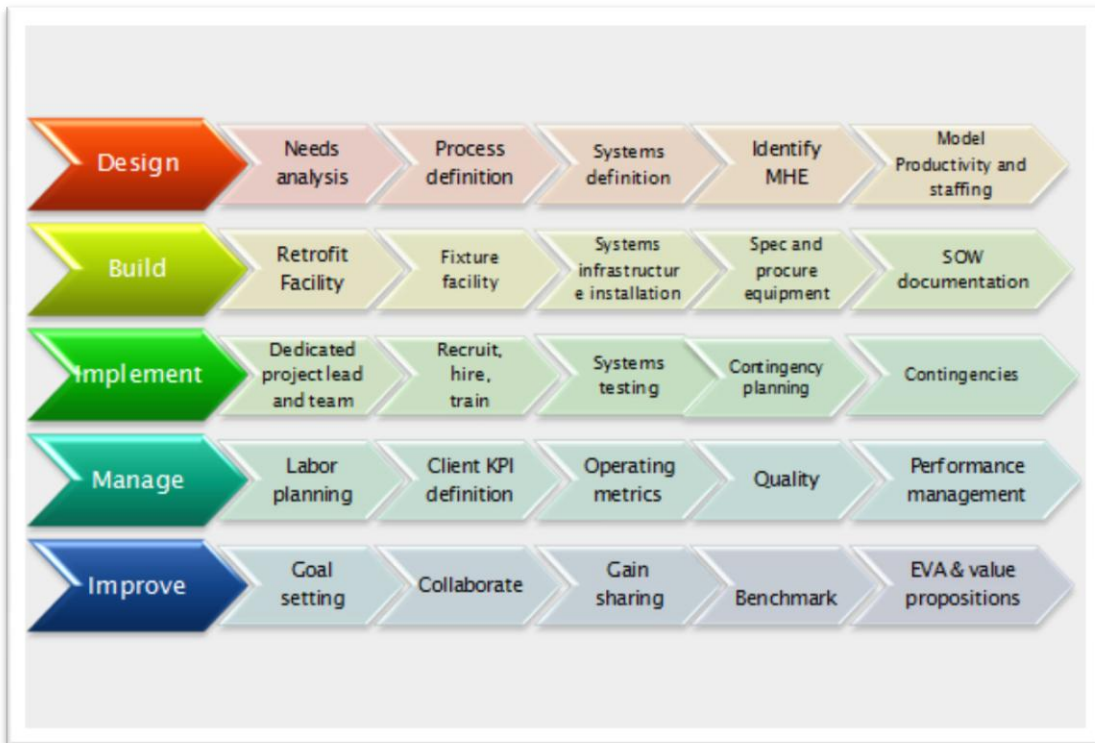 Design
Needs
analysis
Process
definition
Systems
definition
Identify
MHE
Model
Productivity and
staffing
Build
Retrofit
Facility
Fixture
facility
Systems
infrastructur
e installation
Spec and
procure
equipment
SOW
documentation
Implement
Dedicated
project lead
and team
Recruit,
hire,
train
Systems
testing
Contingency
planning
Contingencies
Manage
Labor
planning
Client KPI
definition
Operating
metrics
Quality
Performance
management
Improve
Goal
setting
Collaborate
Gain
sharing
Benchmark
EVA & value
propositions